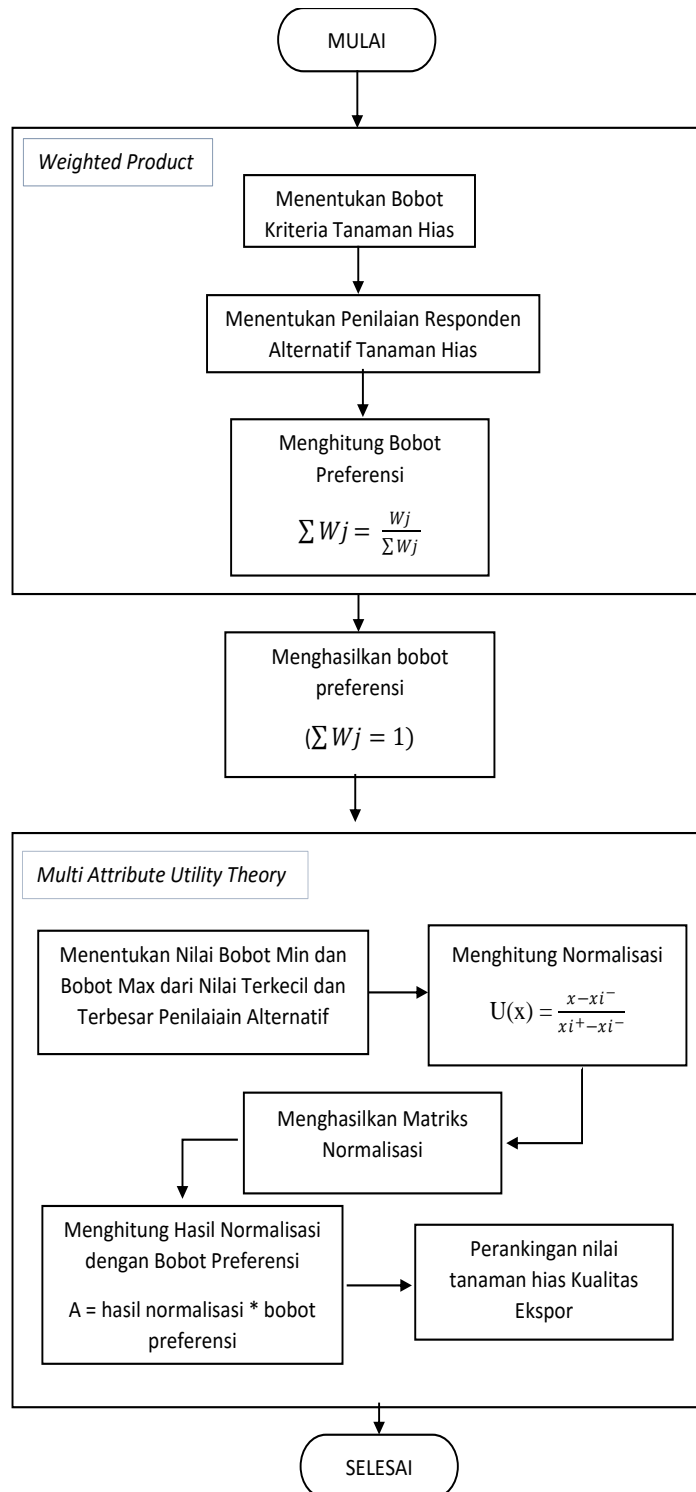 MULAI
Weighted Product
Menentukan Bobot
Kriteria Tanaman Hias
Menentukan Penilaian Responden
Alternatif Tanaman Hias
Menghitung Bobot
Preferensi
∑ Wj = Wj / ∑ Wj
Menghasilkan bobot
preferensi
(∑ Wj = 1)
Multi Attribute Utility Theory
Menentukan Nilai Bobot Min dan
Bobot Max dari Nilai Terkecil dan
Terbesar Penilaiain Alternatif
Menghitung Normalisasi
U(x) = x−xi⁻ / xi⁺−xi⁻
Menghasilkan Matriks
Normalisasi
Menghitung Hasil Normalisasi
dengan Bobot Preferensi
A = hasil normalisasi * bobot
preferensi
Perankingan nilai
tanaman hias Kualitas
Ekspor
SELESAI